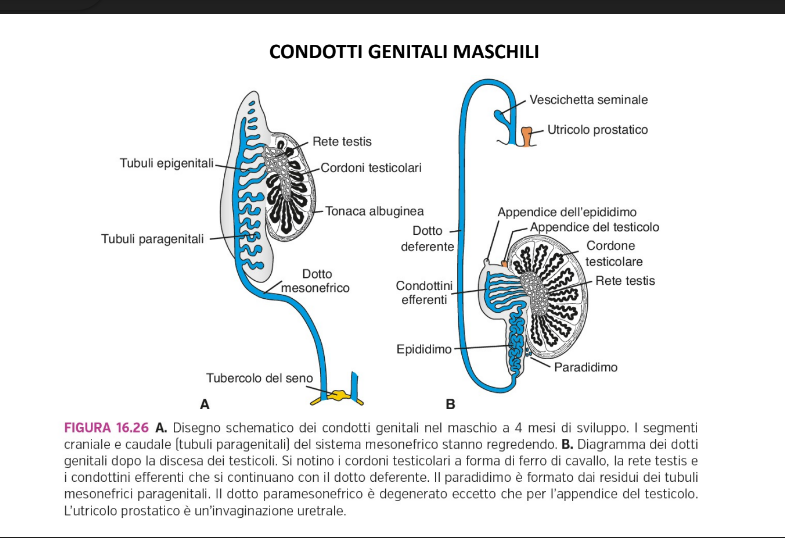 CONDOTTI GENITALI MASCHILI
Rete testis
Tubuli epigenitali
Cordoni testicolari
Tonaca albuginea
Tubuli paragenitali
Dotto
mesonefrico
Tubercolo del seno
A
Vescichetta seminale
Utricolo prostatico
Appendice dell'epididimo
Appendice del testicolo
Dotto
deferente
Cordone
testicolare
Rete testis
Condottini
efferenti
Epididimo
Paradidimo
B
FIGURA 16.26 A. Disegno schematico dei condotti genitali nel maschio a 4 mesi di sviluppo. I segmenti
craniale e caudale (tubuli paragenitali) del sistema mesonefrico stanno regredendo. B. Diagramma dei dotti
genitali dopo la discesa dei testicoli. Si notino i cordoni testicolari a forma di ferro di cavallo, la rete testis e
i condottini efferenti che si continuano con il dotto deferente. Il paradidimo è formato dai residui dei tubuli
mesonefrici paragenitali. Il dotto paramesonefrico è degenerato eccetto che per l'appendice del testicolo.
L'utricolo prostatico è un'invaginazione uretrale.